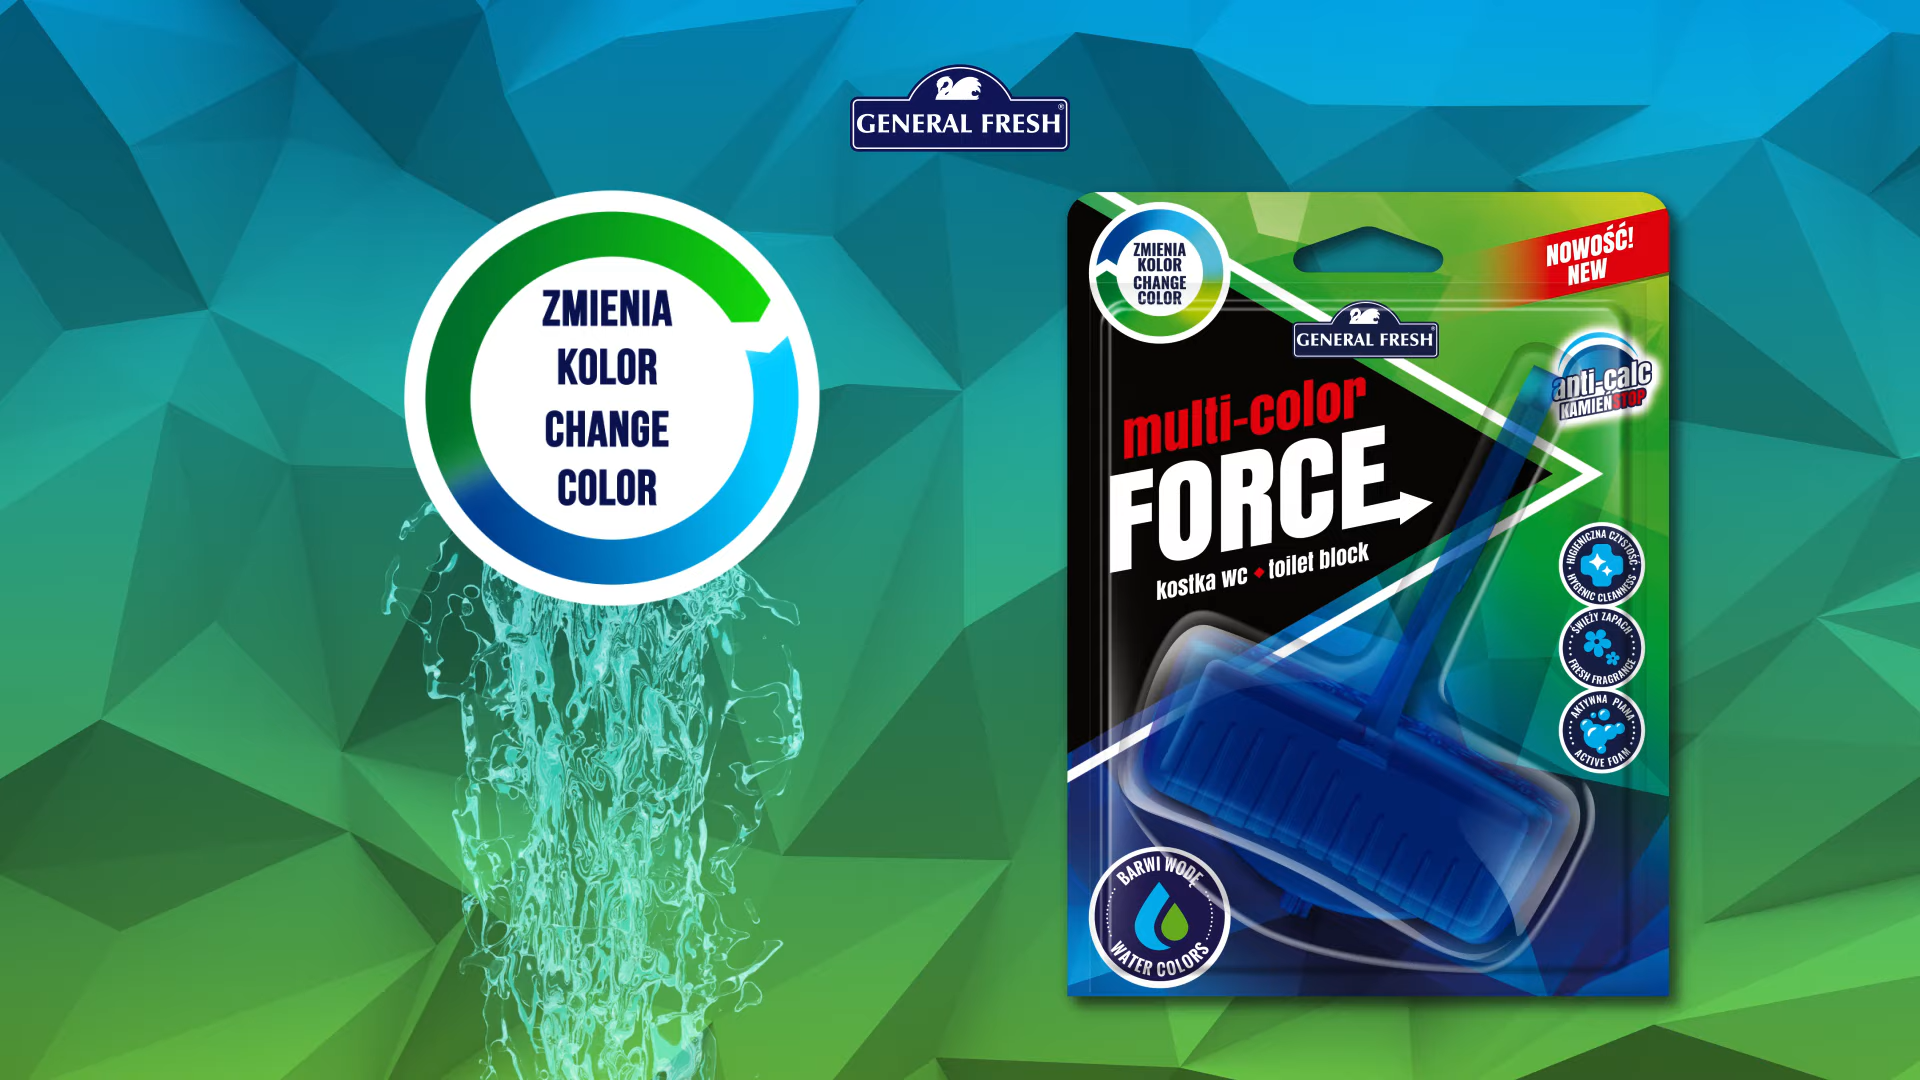 GENERAL FRESH
ZMIENIA
KOLOR
CHANGE
COLOR
ZMIENIA
KOLOR
CHANGE
COLOR
NOWOŚĆ!
NEW
GENERAL FRESH
anti-calc
KAMIEŃ STOP
multi-color
FORCE
kostka wc • toilet block
HIGIENICZNA CZYSTOŚĆ
HYGENIC CLEANNESS
ŚWIEŻY ZAPACH
FRESH FRAGRANCE
AKTYWNA PIANA
ACTIVE FOAM
BARWI WODĘ
WATER COLORS